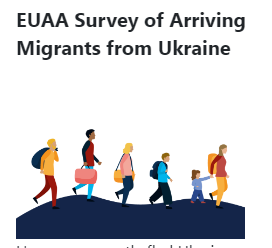 EUAA Survey of Arriving
Migrants from Ukraine